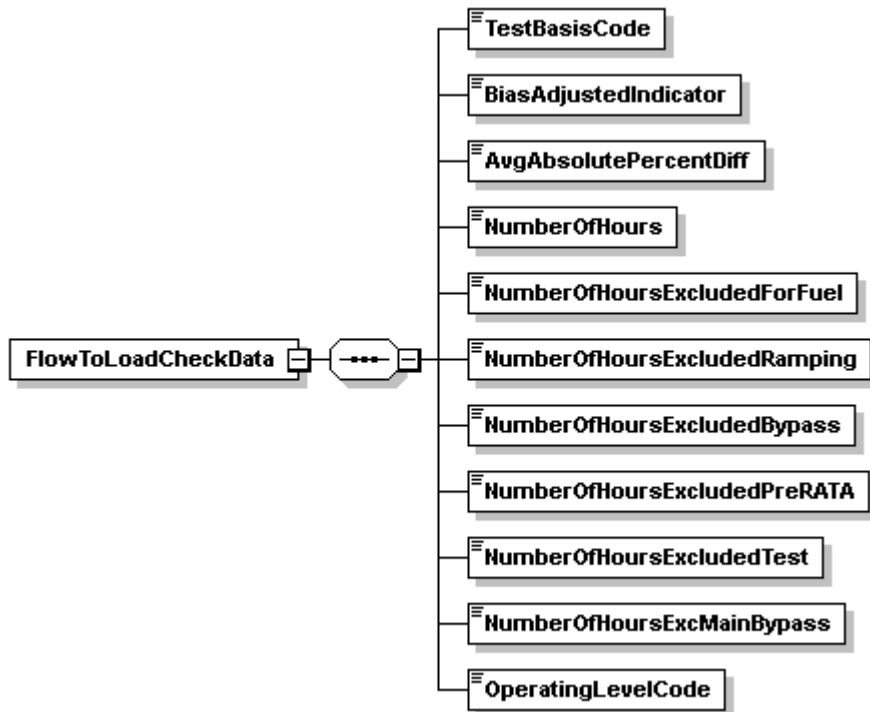 TestBasisCode
BiasAdjustedIndicator
AvgAbsolutePercentDiff
NumberOfHours
NumberOfHoursExcludedForFuel
FlowToLoadCheckData
NumberOfHoursExcludedRamping
NumberOfHoursExcludedBypass
NumberOfHoursExcludedPreRATA
NumberOfHoursExcludedTest
NumberOfHoursExcMainBypass
OperatingLevelCode